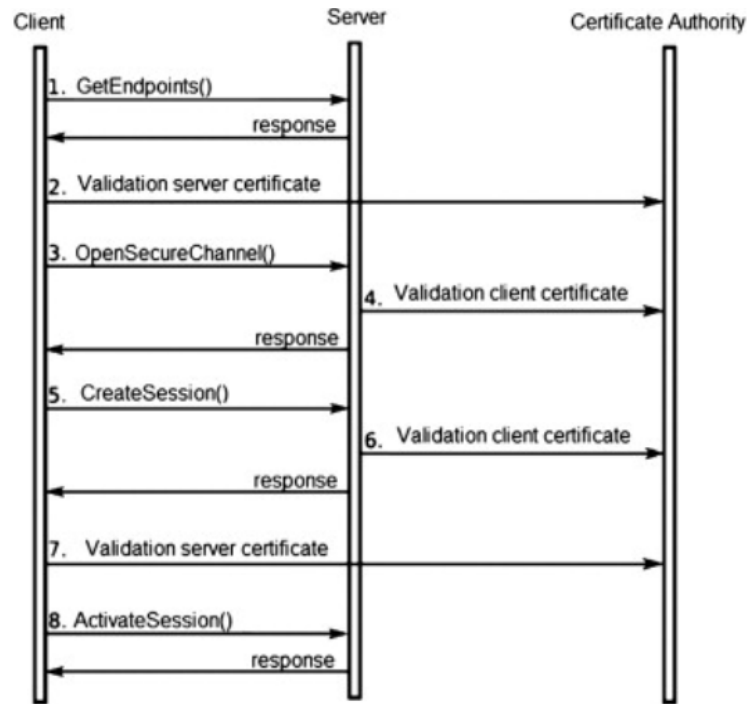 Client
Server
Certificate Authority
1. GetEndpoints()
response
2. Validation server certificate
3. OpenSecureChannel()
4. Validation client certificate
response
5. CreateSession()
6. Validation client certificate
response
7. Validation server certificate
8. ActivateSession()
response